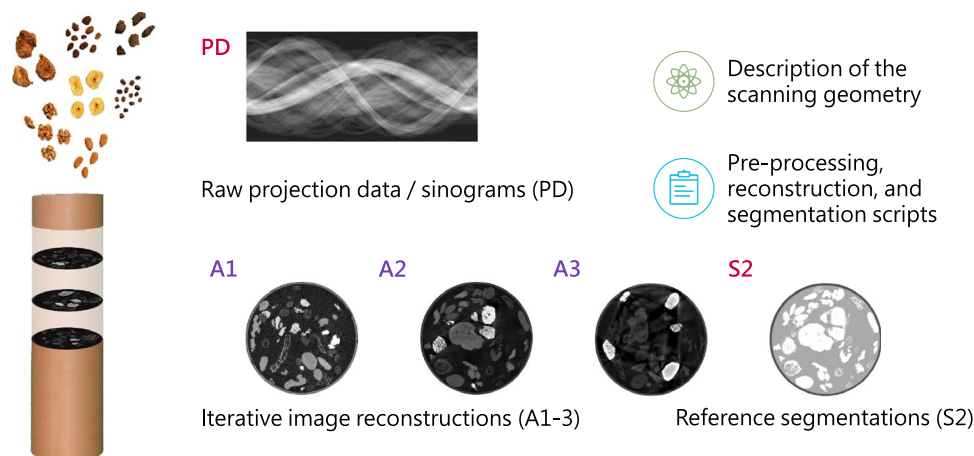 PD
Raw projection data / sinograms (PD)
Description of the
scanning geometry
Pre-processing,
reconstruction, and
segmentation scripts
A1
A2
A3
S2
Iterative image reconstructions (A1-3)
Reference segmentations (S2)